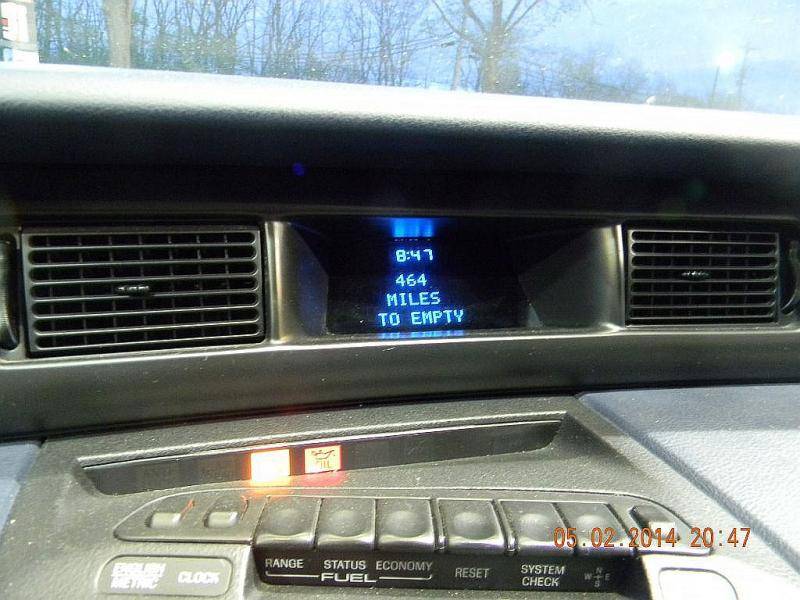 8:47
464
MILES
TO EMPTY
OIL
05.02.2014 20:47
ENGLISH
METRIC
CLOCK
RANGE STATUS ECONOMY
FUEL
RESET
SYSTEM
CHECK
N
W E
S